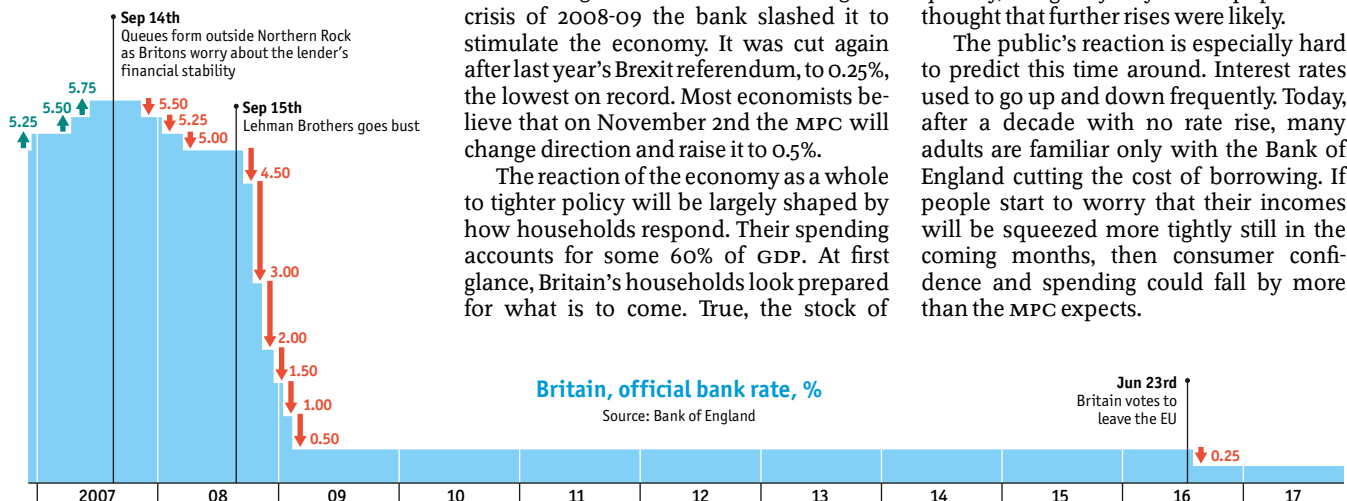 Sep 14th
Queues form outside Northern Rock
as Britons worry about the lender's
financial stability
5.25
5.50
5.75
5.50
5.25
5.00
Sep 15th
Lehman Brothers goes bust
4.50
3.00
2.00
1.50
1.00
0.50
crisis of 2008-09 the bank slashed it to
stimulate the economy. It was cut again
after last year's Brexit referendum, to 0.25%,
the lowest on record. Most economists be-
lieve that on November 2nd the MPC will
change direction and raise it to 0.5%.
The reaction of the economy as a whole
to tighter policy will be largely shaped by
how households respond. Their spending
accounts for some 60% of GDP. At first
glance, Britain's households look prepared
for what is to come. True, the stock of
thought that further rises were likely.
The public's reaction is especially hard
to predict this time around. Interest rates
used to go up and down frequently. Today,
after a decade with no rate rise, many
adults are familiar only with the Bank of
England cutting the cost of borrowing. If
people start to worry that their incomes
will be squeezed more tightly still in the
coming months, then consumer confi-
dence and spending could fall by more
than the MPC expects.
Britain, official bank rate, %
Source: Bank of England
Jun 23rd
Britain votes to
leave the EU
0.25
2007 08 09 10 11 12 13 14 15 16 17